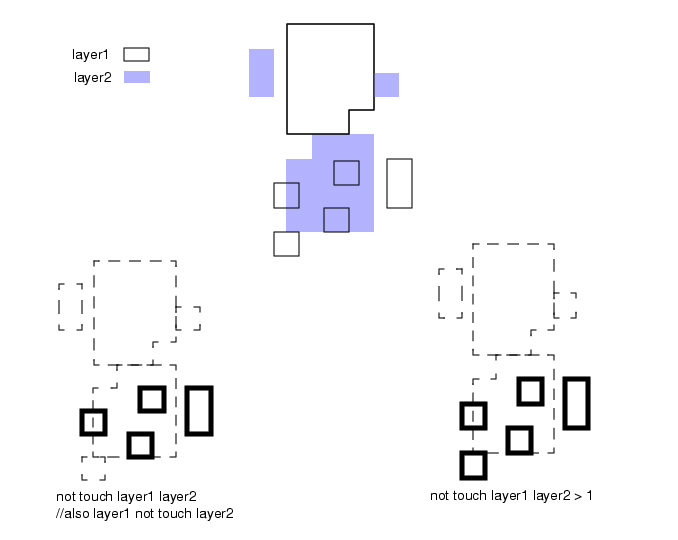 layer1
layer2
not touch layer1 layer2
//also layer1 not touch layer2
not touch layer1 layer2 > 1